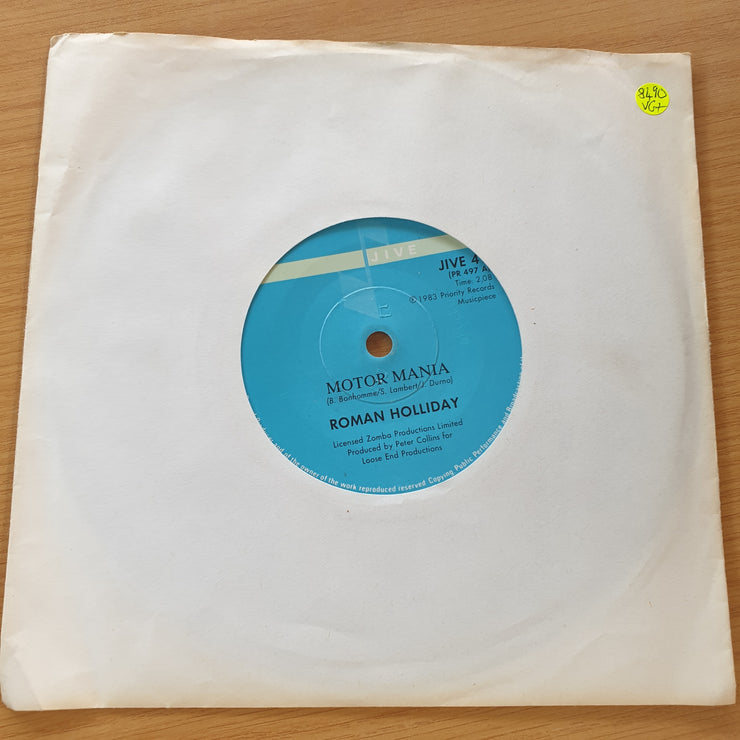 8490
VG+
JIVE
JIVE 4
(PR 497 A)
Time: 2.08
℗1983 Priority Records
Musicpiece
MOTOR MANIA
(B. Bonhomme/S. Lambert/J. Durno)
ROMAN HOLLIDAY
Licensed Zomba Productions Limited
Produced by Peter Collins for
Loose End Productions
and of the owner of the work reproduced reserved. Copying, Public Performance and